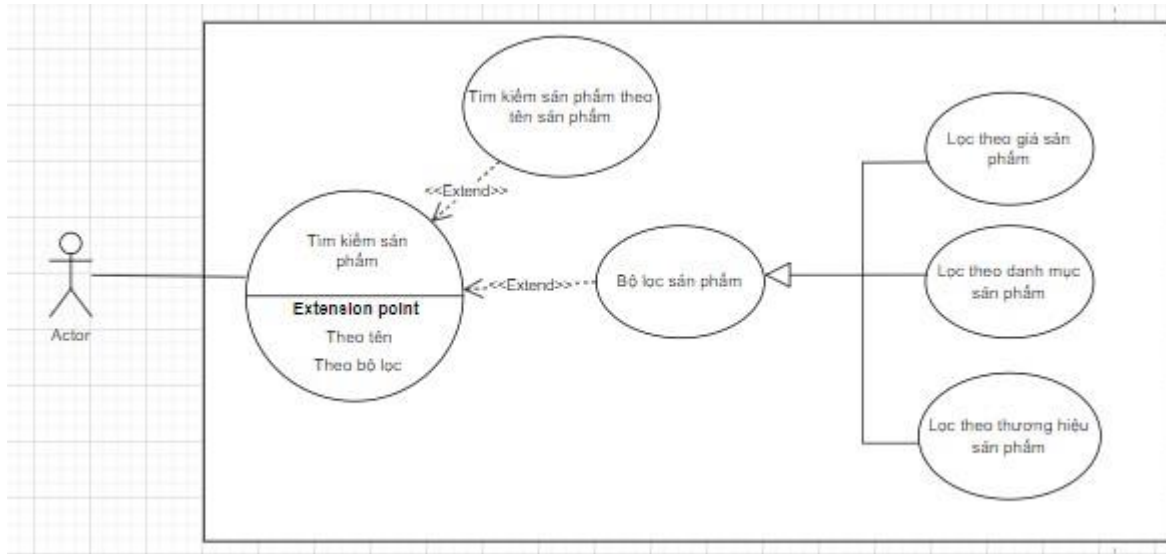 Tìm kiếm sản phẩm theo
tên sản phẩm
<<Extend>>
Tìm kiếm sản
phẩm
Extension point
Theo tên
Theo bộ lọc
Actor
<<Extend>>
Bộ lọc sản phẩm
Lọc theo giá sản
phẩm
Lọc theo danh mục
sản phẩm
Lọc theo thương hiệu
sản phẩm